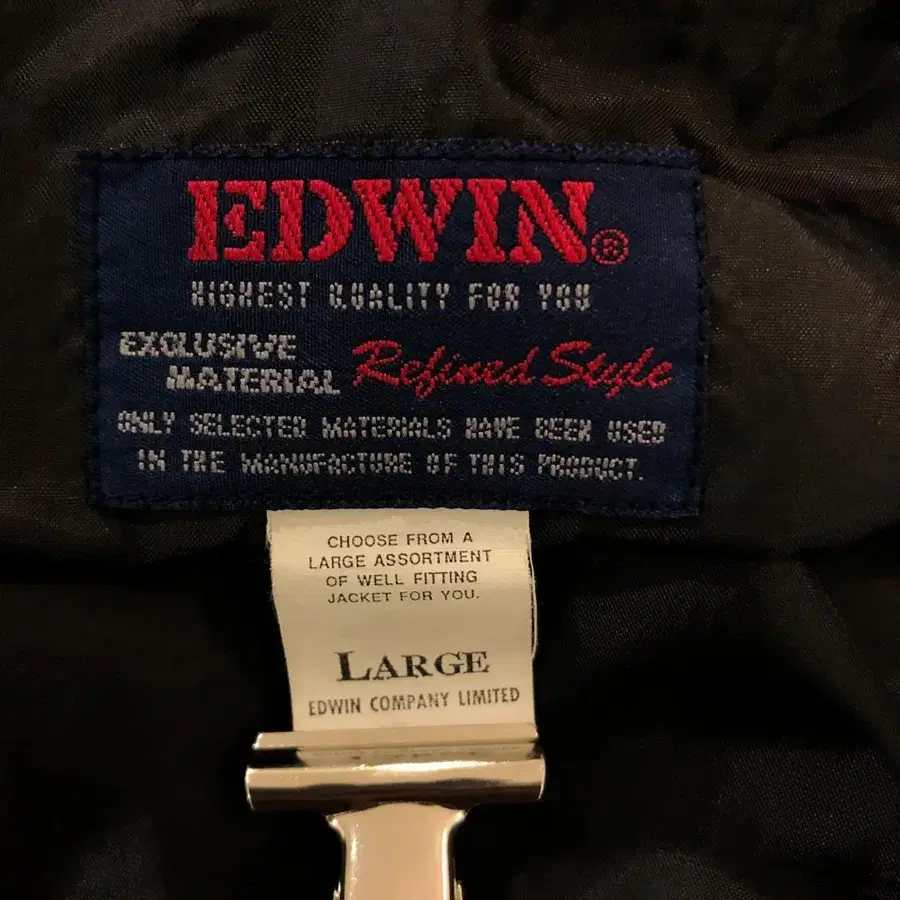 EDWIN®
HIGHEST QUALITY FOR YOU
EXCLUSIVE
MATERIAL
Refined Style
ONLY SELECTED MATERIALS HAVE BEEN USED
IN THE MANUFACTURE OF THIS PRODUCT.
CHOOSE FROM A
LARGE ASSORTMENT
OF WELL FITTING
JACKET FOR YOU.
LARGE
EDWIN COMPANY LIMITED